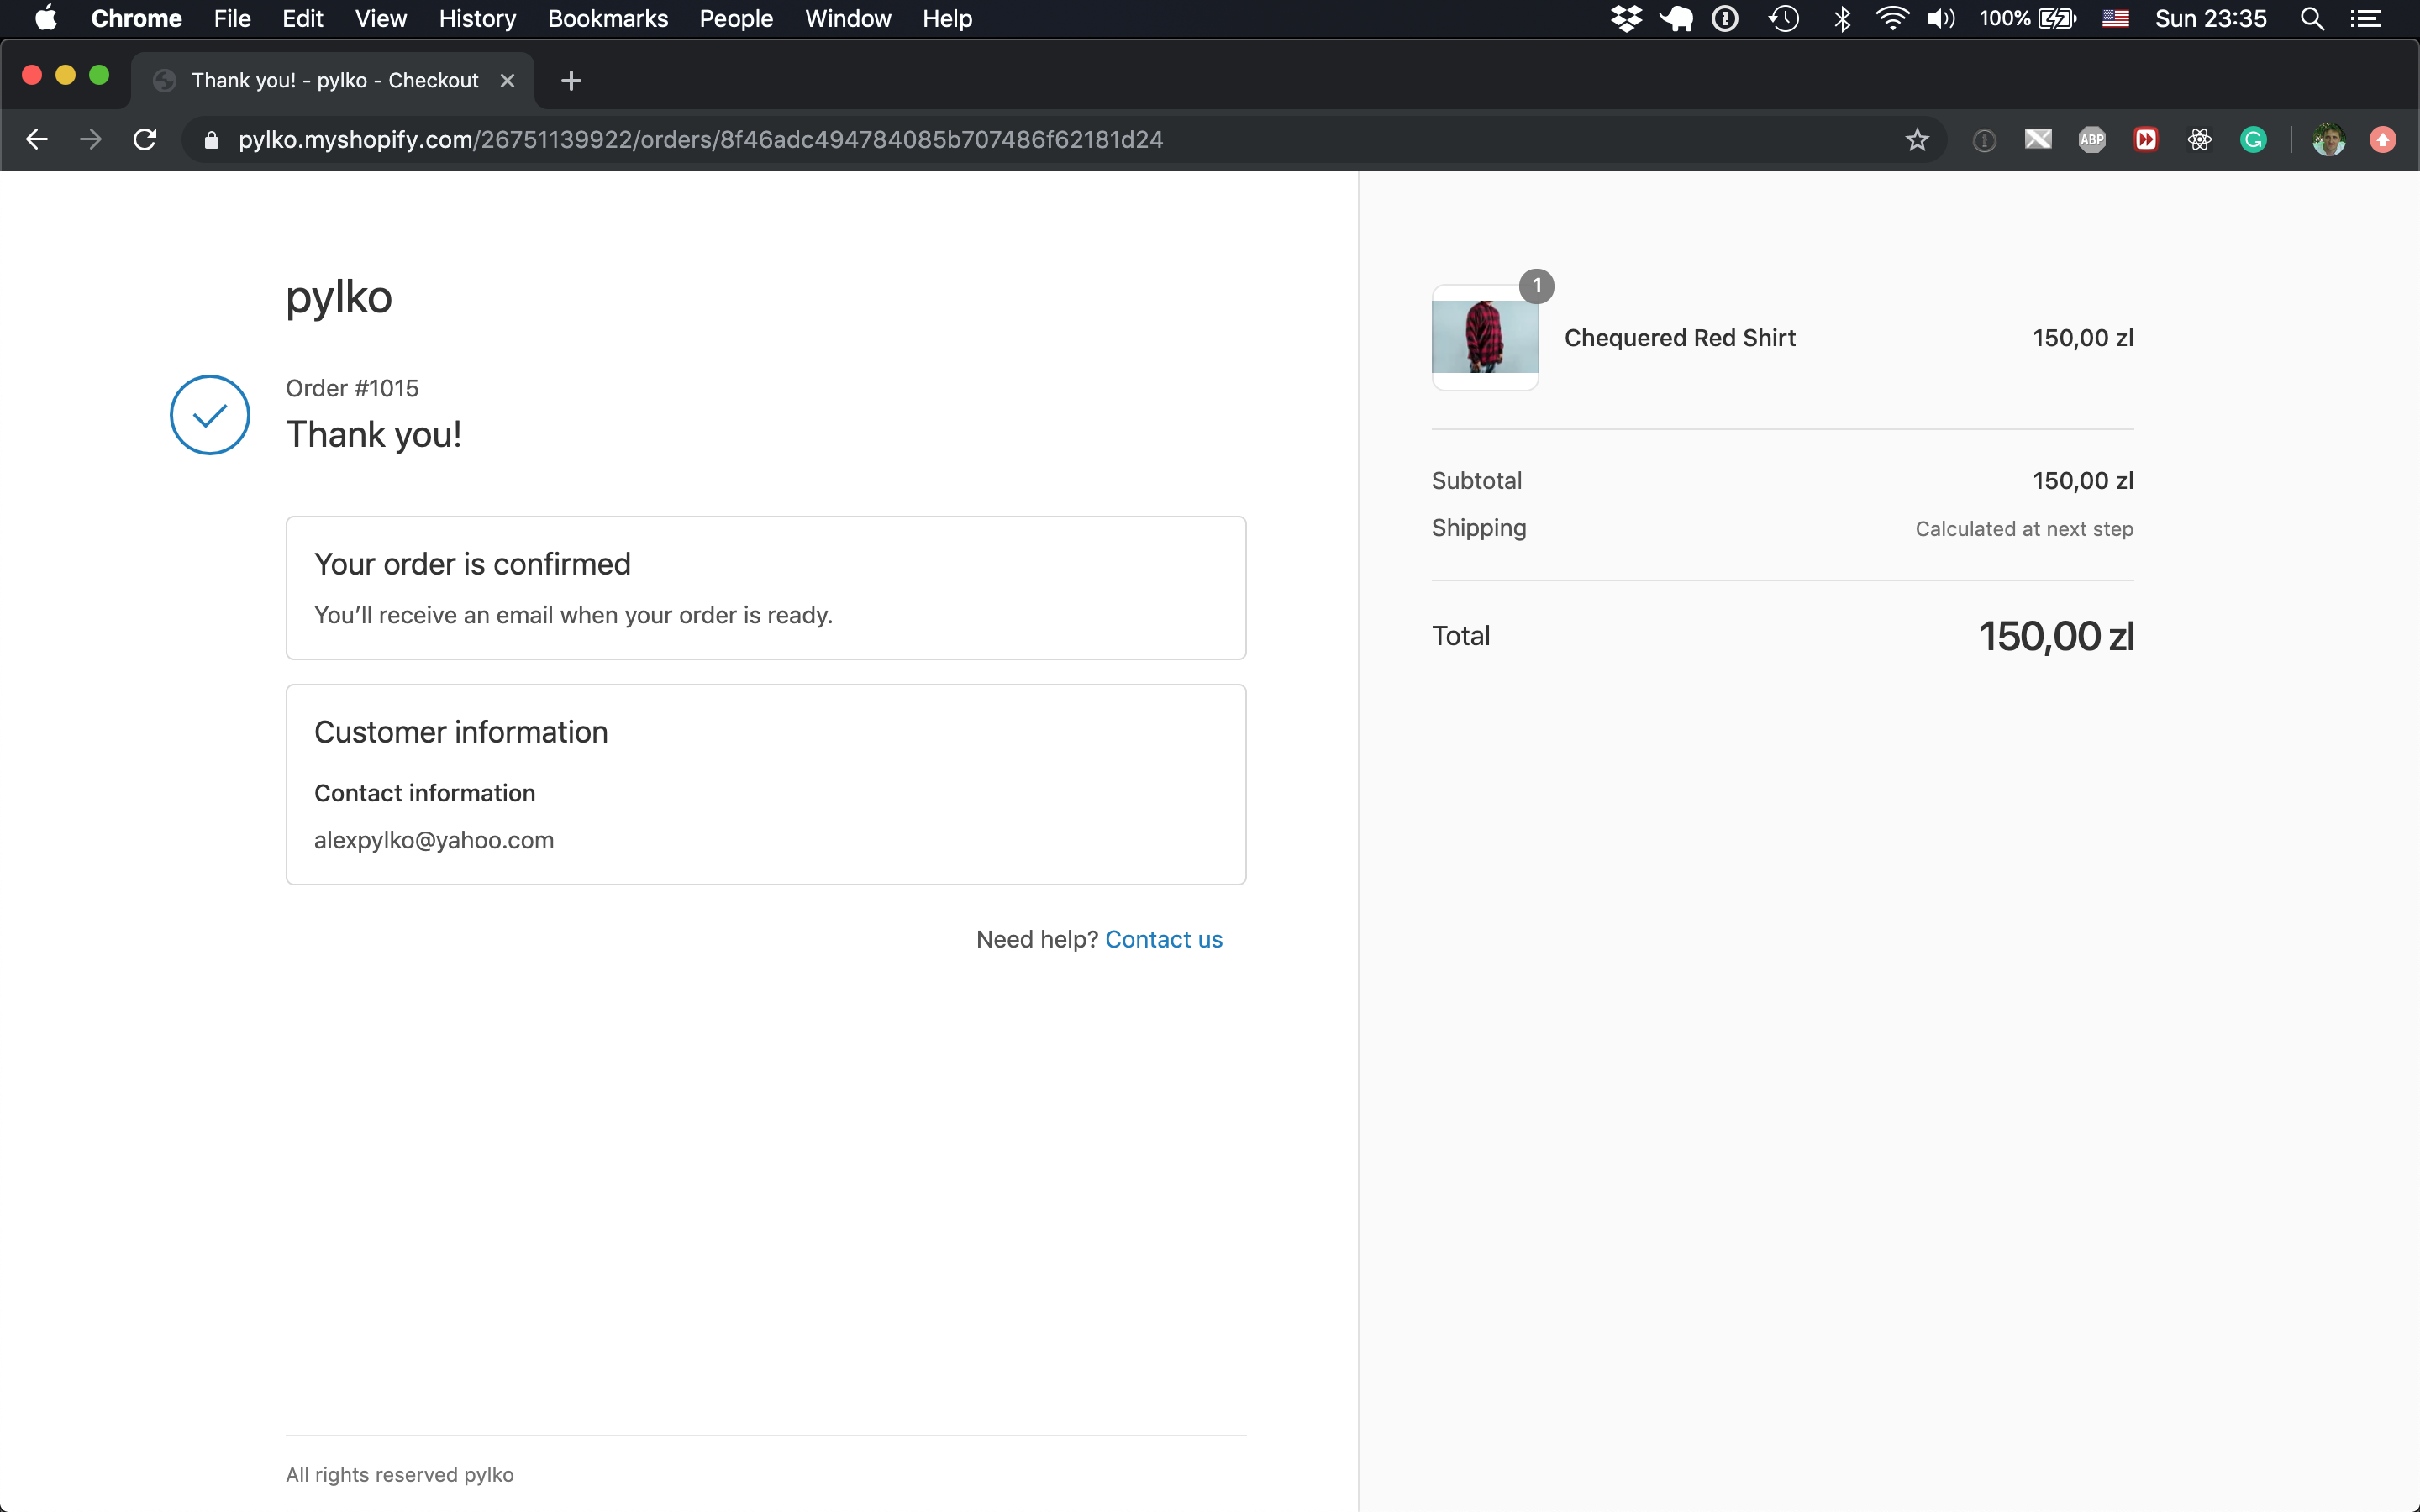 Chrome File Edit View History Bookmarks People Window Help 100% Sun 23:35
Thank you! - pylko - Checkout
pylko.myshopify.com/26751139922/orders/8f46adc494784085b707486f62181d24
ABP
pylko
Order #1015
Thank you!
Your order is confirmed
You’ll receive an email when your order is ready.
Customer information
Contact information
alexpylko@yahoo.com
Need help? Contact us
All rights reserved pylko
1
Chequered Red Shirt 150,00 zl
Subtotal 150,00 zl
Shipping Calculated at next step
Total 150,00 zl